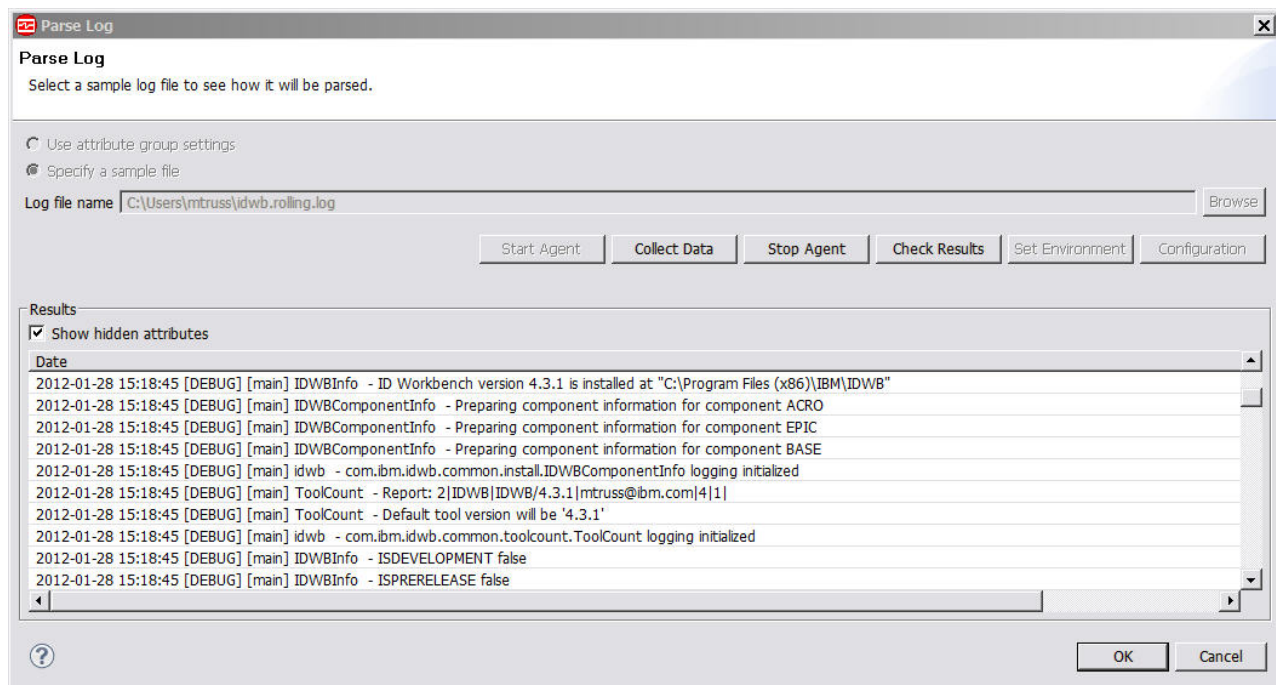 Parse Log
Parse Log
Select a sample log file to see how it will be parsed.
Use attribute group settings
Specify a sample file
Log file name C:\Users\mtruss\idwb.rolling.log Browse
Start Agent Collect Data Stop Agent Check Results Set Environment Configuration
Results
Show hidden attributes
Date
2012-01-28 15:18:45 [DEBUG] [main] IDWBInfo  - ID Workbench version 4.3.1 is installed at "C:\Program Files (x86)\IBM\IDWB"
2012-01-28 15:18:45 [DEBUG] [main] IDWBComponentInfo  - Preparing component information for component ACRO
2012-01-28 15:18:45 [DEBUG] [main] IDWBComponentInfo  - Preparing component information for component EPIC
2012-01-28 15:18:45 [DEBUG] [main] IDWBComponentInfo  - Preparing component information for component BASE
2012-01-28 15:18:45 [DEBUG] [main] idwb  - com.ibm.idwb.common.install.IDWBComponentInfo logging initialized
2012-01-28 15:18:45 [DEBUG] [main] ToolCount  - Report: 2|IDWB|IDWB/4.3.1|mtruss@ibm.com|4|1|
2012-01-28 15:18:45 [DEBUG] [main] ToolCount  - Default tool version will be '4.3.1'
2012-01-28 15:18:45 [DEBUG] [main] idwb  - com.ibm.idwb.common.toolcount.ToolCount logging initialized
2012-01-28 15:18:45 [DEBUG] [main] IDWBInfo  - ISDEVELOPMENT false
2012-01-28 15:18:45 [DEBUG] [main] IDWBInfo  - ISPRERELEASE false
? OK Cancel